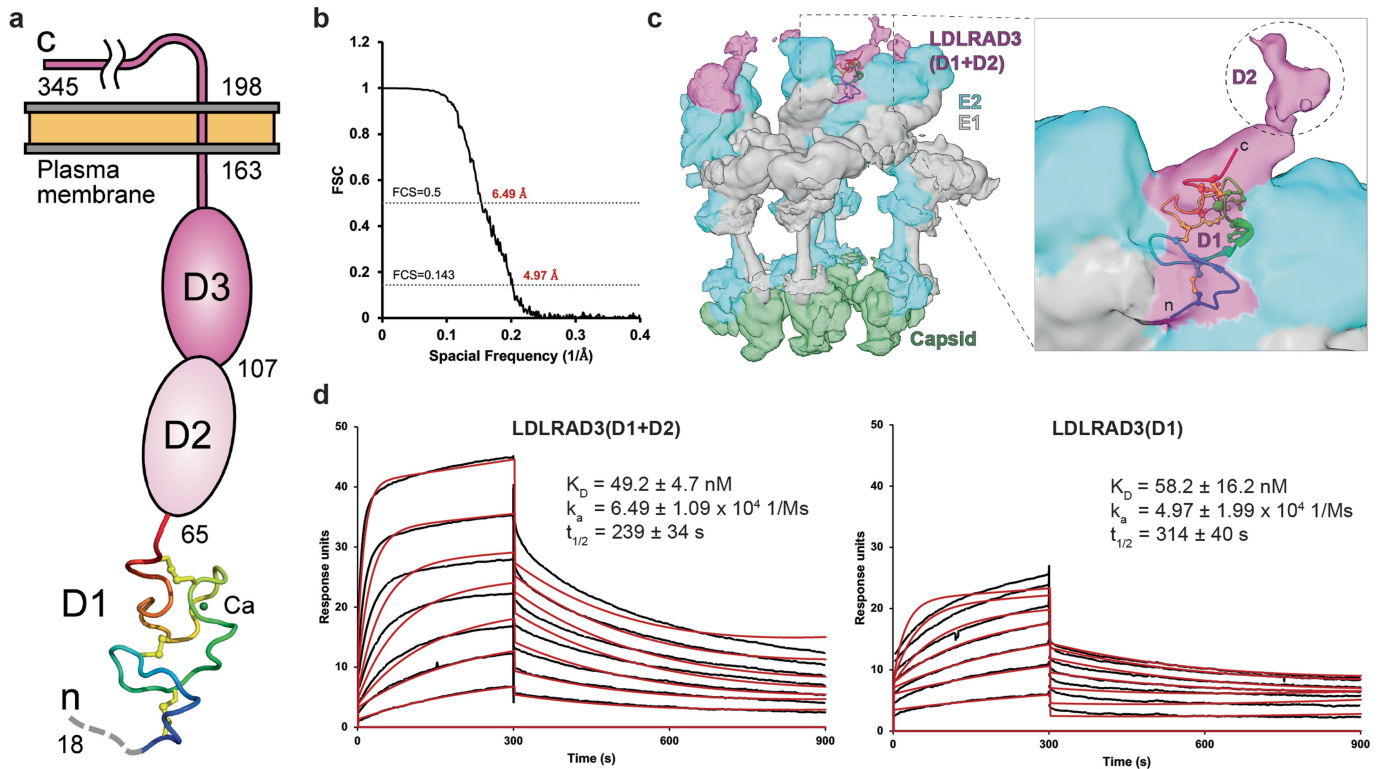 a
C
345
198
Plasma
membrane
163
D3
107
D2
65
D1
Ca
n
18
b
1.2
1
0.8
0.6
0.4
0.2
0
FSC
FCS=0.5
6.49 Å
FCS=0.143
4.97 Å
0
0.1
0.2
0.3
0.4
Spacial Frequency (1/Å)
c
LDLRAD3
(D1+D2)
E2
E1
Capsid
D2
c
D1
n
d
LDLRAD3(D1+D2)
K_D = 49.2 ± 4.7 nM
k_a = 6.49 ± 1.09 x 10⁴ 1/Ms
t_1/2 = 239 ± 34 s
50
40
30
20
10
0
Response units
0
300
600
900
Time (s)
LDLRAD3(D1)
K_D = 58.2 ± 16.2 nM
k_a = 4.97 ± 1.99 x 10⁴ 1/Ms
t_1/2 = 314 ± 40 s
50
40
30
20
10
0
Response units
0
300
600
900
Time (s)